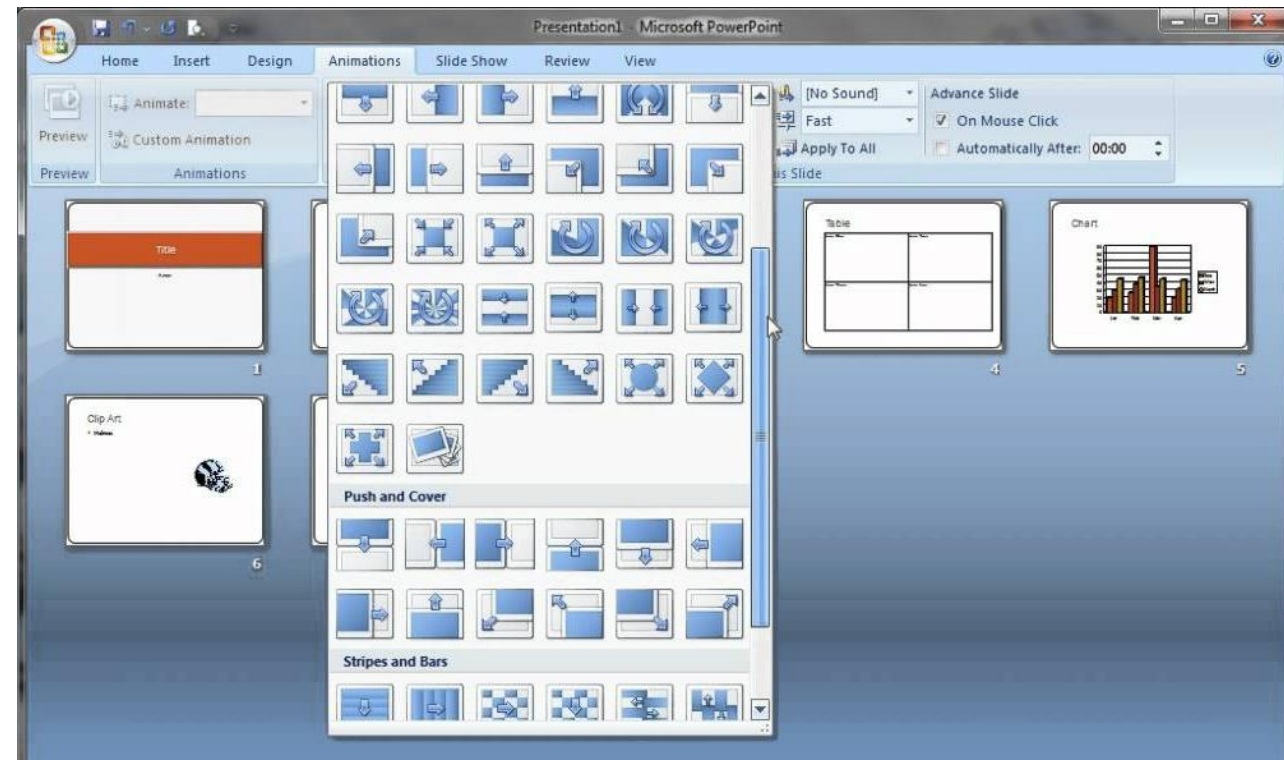 Presentation1 - Microsoft PowerPoint
Home Insert Design Animations Slide Show Review View
Preview
Animate:
Custom Animation
Preview
Animations
[No Sound]
Fast
Apply To All
Slide
Advance Slide
On Mouse Click
Automatically After: 00:00
Title
1
Table
4
Chart
5
Clip Art
6
Push and Cover
Stripes and Bars